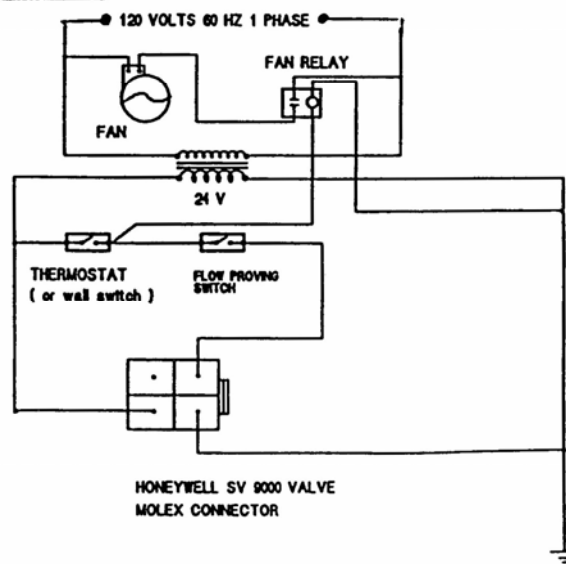 120 VOLTS 60 HZ 1 PHASE
FAN RELAY
FAN
24 V
THERMOSTAT
( or wall switch )
FLOW PROVING
SWITCH
HONEYWELL SV 9000 VALVE
MOLEX CONNECTOR